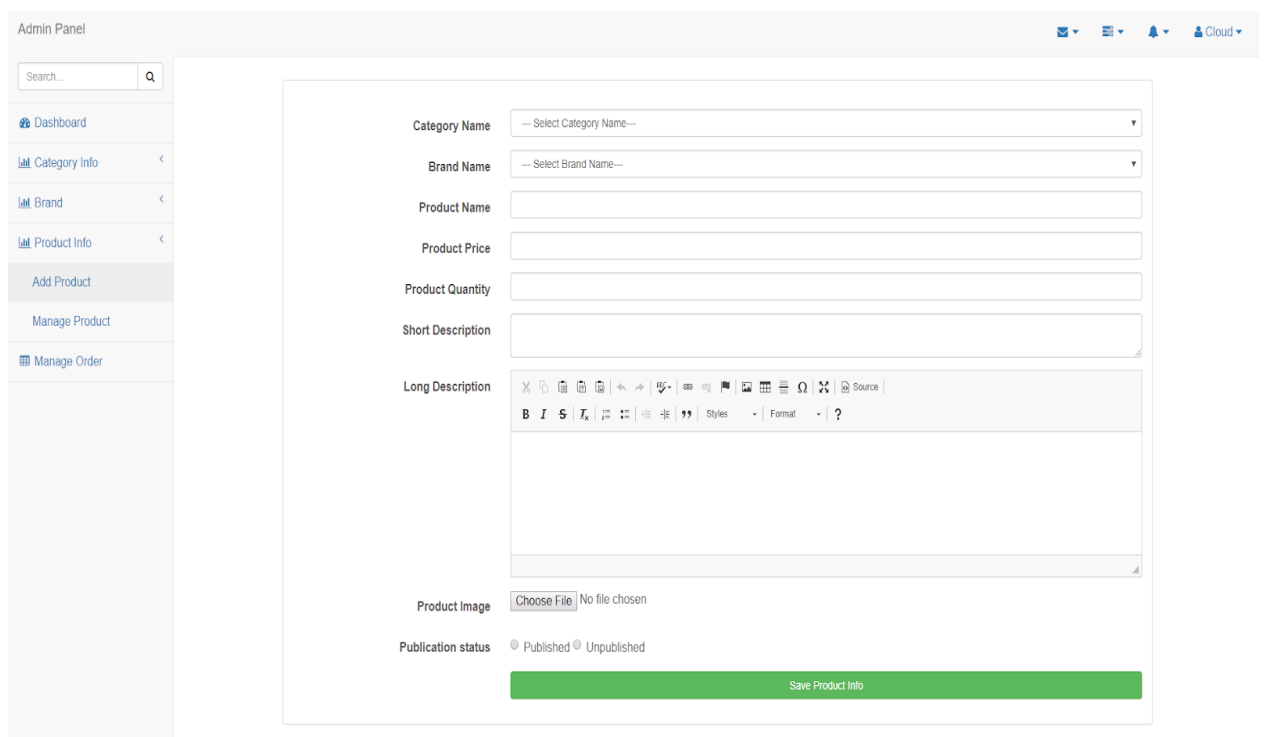 Admin Panel
Cloud
Search...
Dashboard
Category Info
Brand
Product Info
Add Product
Manage Product
Manage Order
Category Name
--- Select Category Name---
Brand Name
--- Select Brand Name---
Product Name
Product Price
Product Quantity
Short Description
Long Description
ABC
Ω
Source
B I S Ix
Styles
Format
?
Product Image
Choose File No file chosen
Publication status
Published Unpublished
Save Product Info